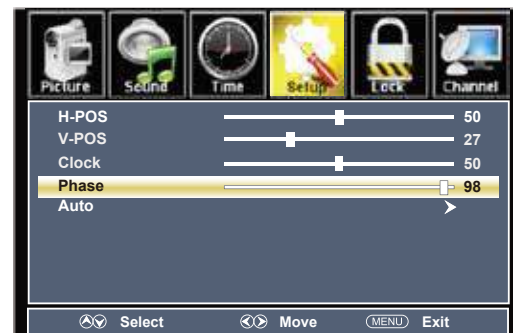 Picture Sound Time Setup Lock Channel
H-POS 50
V-POS 27
Clock 50
Phase 98
Auto
Select Move MENU Exit